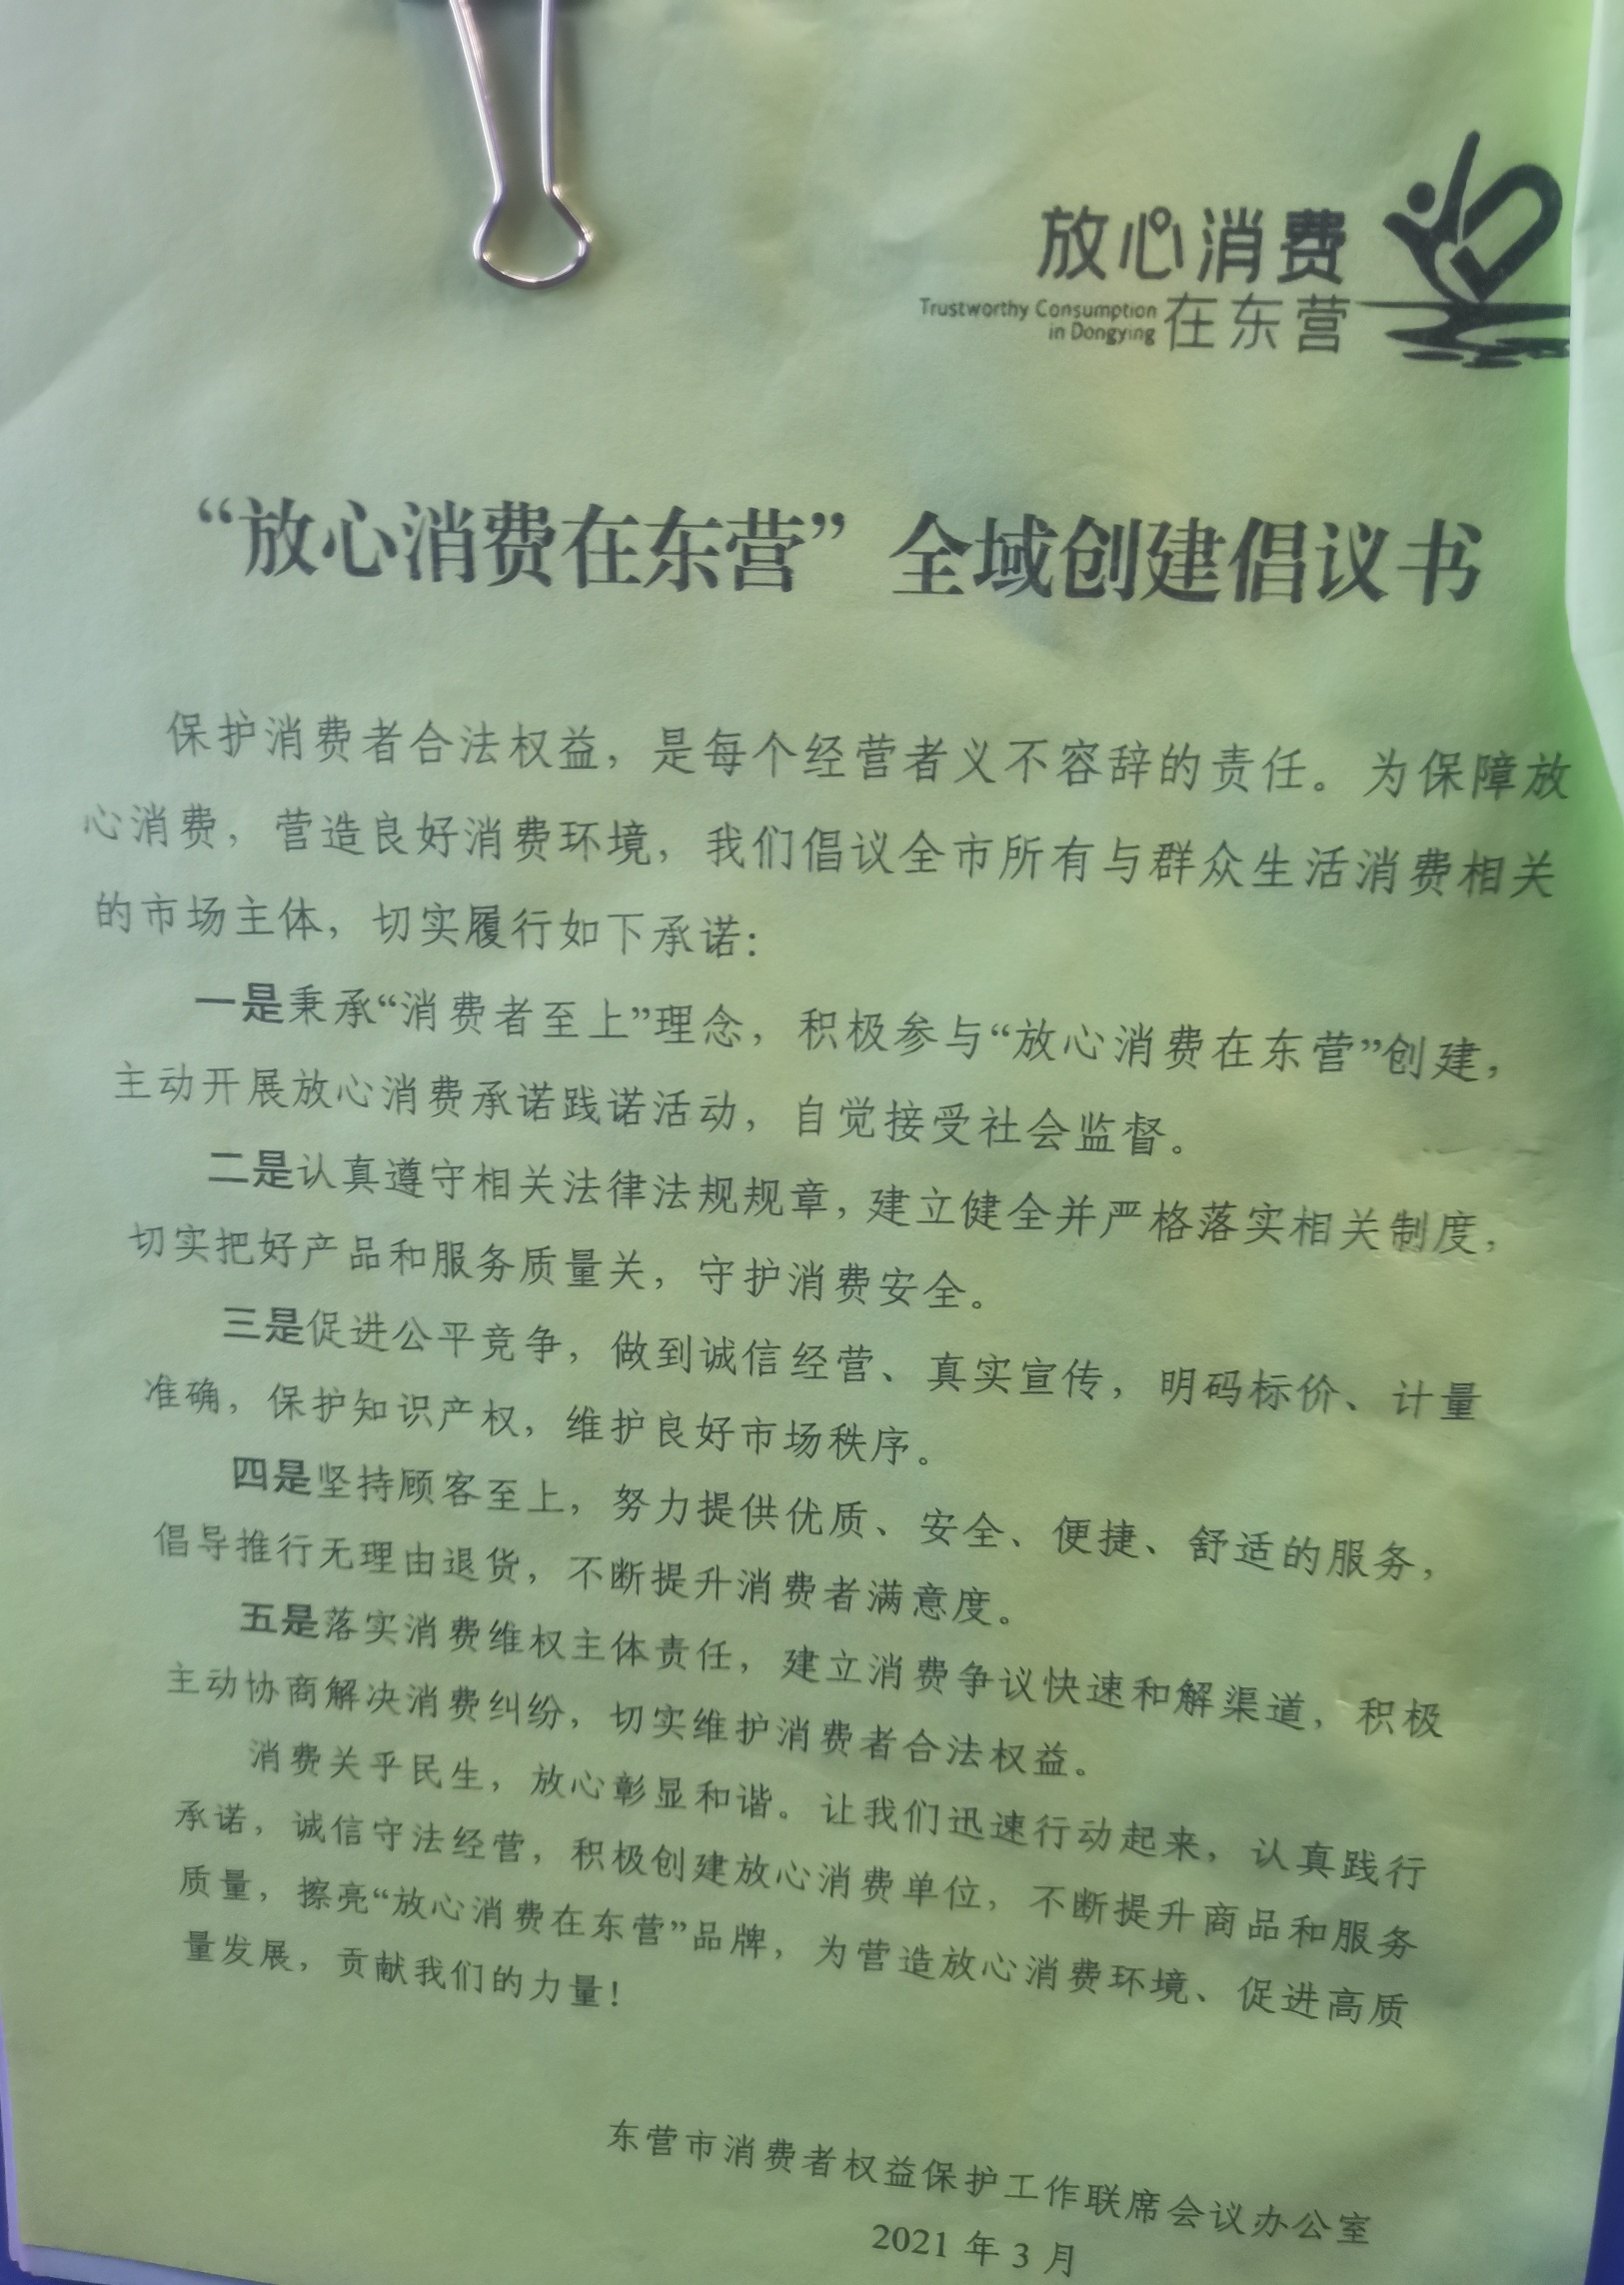 放心消费
Trustworthy Consumption
in Dongying
在东营
“放心消费在东营”全域创建倡议书
保护消费者合法权益，是每个经营者义不容辞的责任。为保障放
心消费，营造良好消费环境，我们倡议全市所有与群众生活消费相关
的市场主体，切实履行如下承诺：
一是秉承“消费者至上”理念，积极参与“放心消费在东营”创建，
主动开展放心消费承诺践诺活动，自觉接受社会监督。
二是认真遵守相关法律法规规章，建立健全并严格落实相关制度，
切实把好产品和服务质量关，守护消费安全。
三是促进公平竞争，做到诚信经营、真实宣传，明码标价、计量
准确，保护知识产权，维护良好市场秩序。
四是坚持顾客至上，努力提供优质、安全、便捷、舒适的服务，
倡导推行无理由退货，不断提升消费者满意度。
五是落实消费维权主体责任，建立消费争议快速和解渠道，积极
主动协商解决消费纠纷，切实维护消费者合法权益。
消费关乎民生，放心彰显和谐。让我们迅速行动起来，认真践行
承诺，诚信守法经营，积极创建放心消费单位，不断提升商品和服务
质量，擦亮“放心消费在东营”品牌，为营造放心消费环境、促进高质
量发展，贡献我们的力量！
东营市消费者权益保护工作联席会议办公室
2021年3月